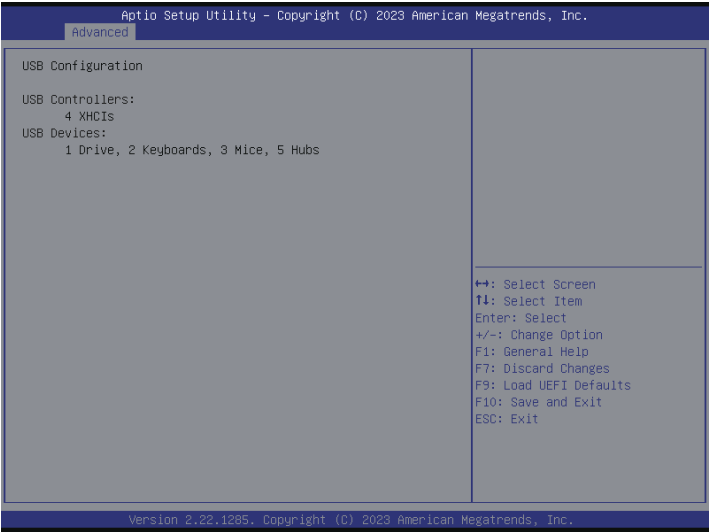 Aptio Setup Utility – Copyright (C) 2023 American Megatrends, Inc.
Advanced
USB Configuration
USB Controllers:
4 XHCIs
USB Devices:
1 Drive, 2 Keyboards, 3 Mice, 5 Hubs
↔: Select Screen
↑↓: Select Item
Enter: Select
+/-: Change Option
F1: General Help
F7: Discard Changes
F9: Load UEFI Defaults
F10: Save and Exit
ESC: Exit
Version 2.22.1285. Copyright (C) 2023 American Megatrends, Inc.